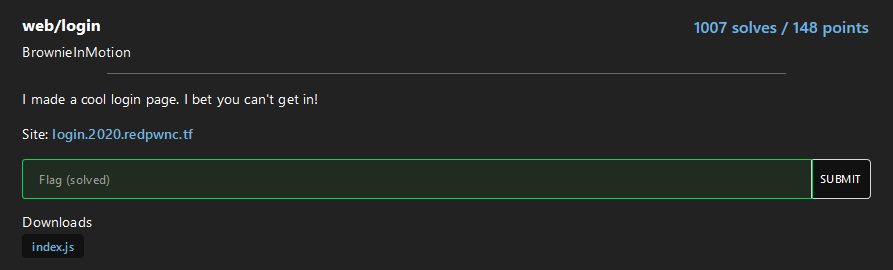 web/login
1007 solves / 148 points
BrownieInMotion
I made a cool login page. I bet you can't get in!
Site: login.2020.redpwnc.tf
Flag (solved)
SUBMIT
Downloads
index.js